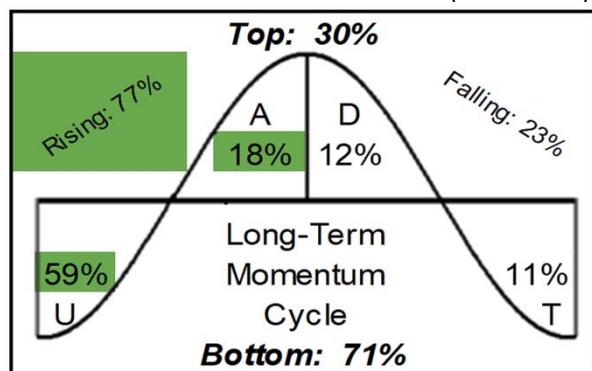 Top: 30%
Rising: 77%
Falling: 23%
A
D
18%
12%
Long-Term
Momentum
Cycle
59%
11%
U
T
Bottom: 71%